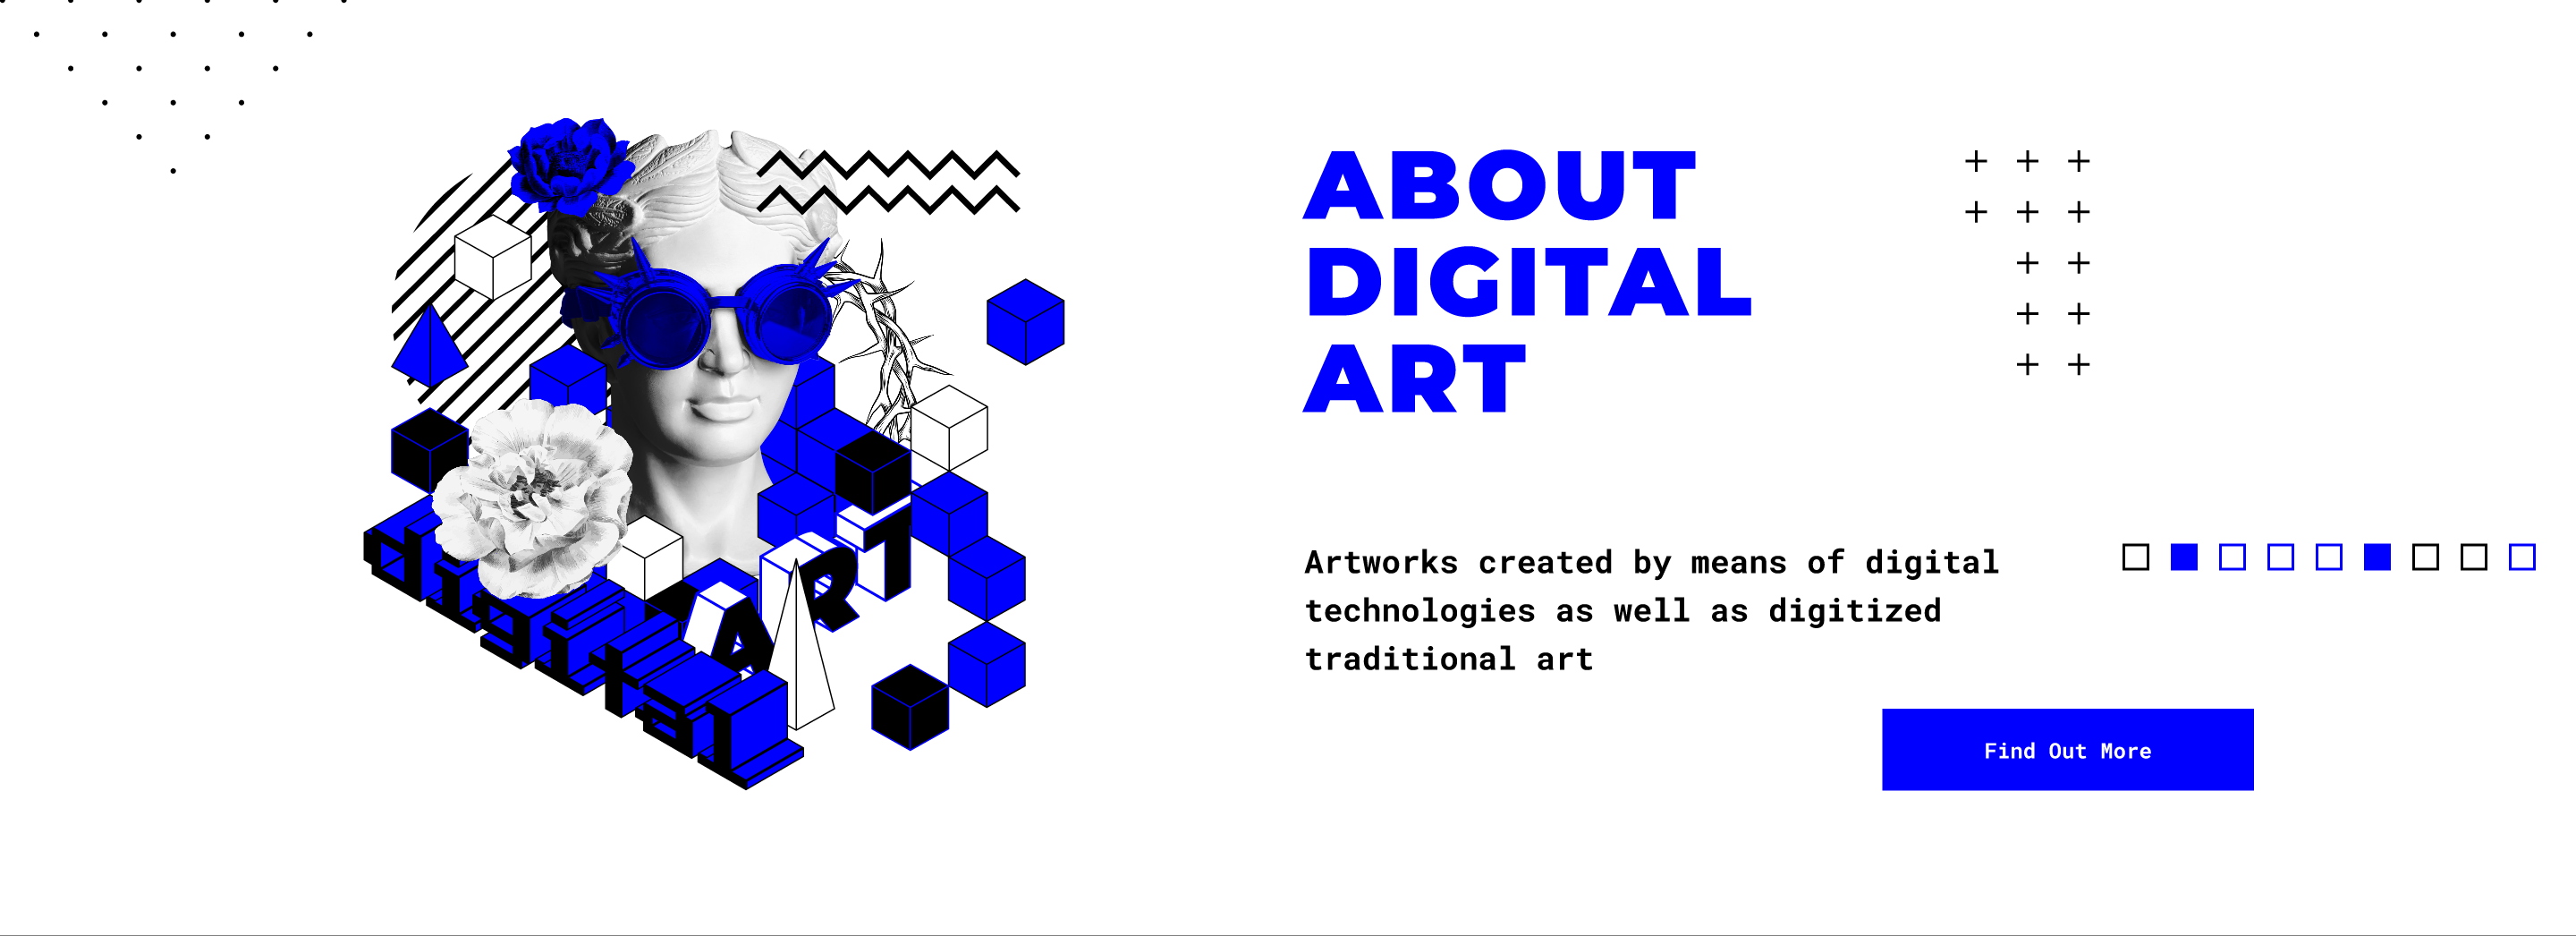 ABOUT
DIGITAL
ART
digital
ART
Artworks created by means of digital
technologies as well as digitized
traditional art
Find Out More